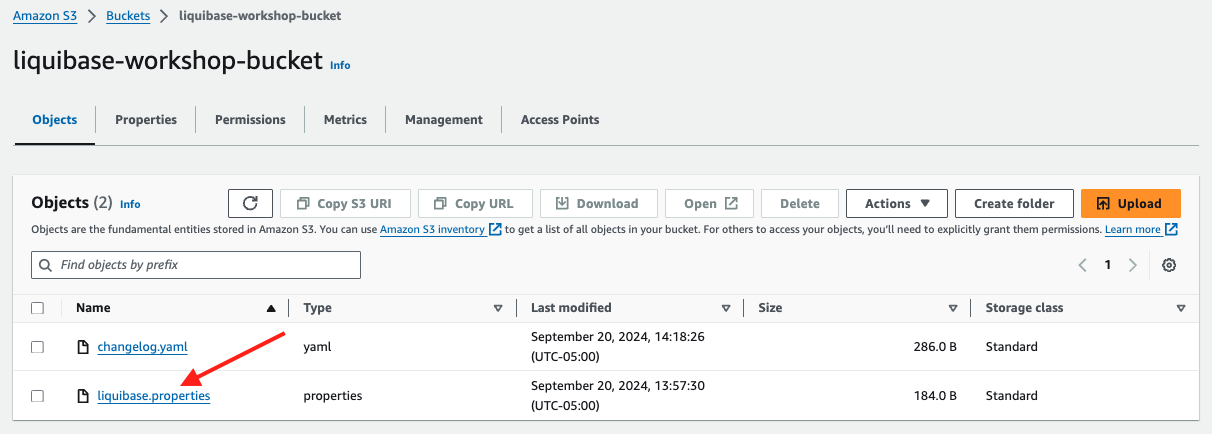 Amazon S3 > Buckets > liquibase-workshop-bucket
liquibase-workshop-bucket Info
Objects Properties Permissions Metrics Management Access Points
Objects (2) Info Copy S3 URI Copy URL Download Open Delete Actions Create folder Upload
Objects are the fundamental entities stored in Amazon S3. You can use Amazon S3 inventory to get a list of all objects in your bucket. For others to access your objects, you'll need to explicitly grant them permissions. Learn more
Find objects by prefix 1
Name Type Last modified Size Storage class
changelog.yaml yaml September 20, 2024, 14:18:26 (UTC-05:00) 286.0 B Standard
liquibase.properties properties September 20, 2024, 13:57:30 (UTC-05:00) 184.0 B Standard